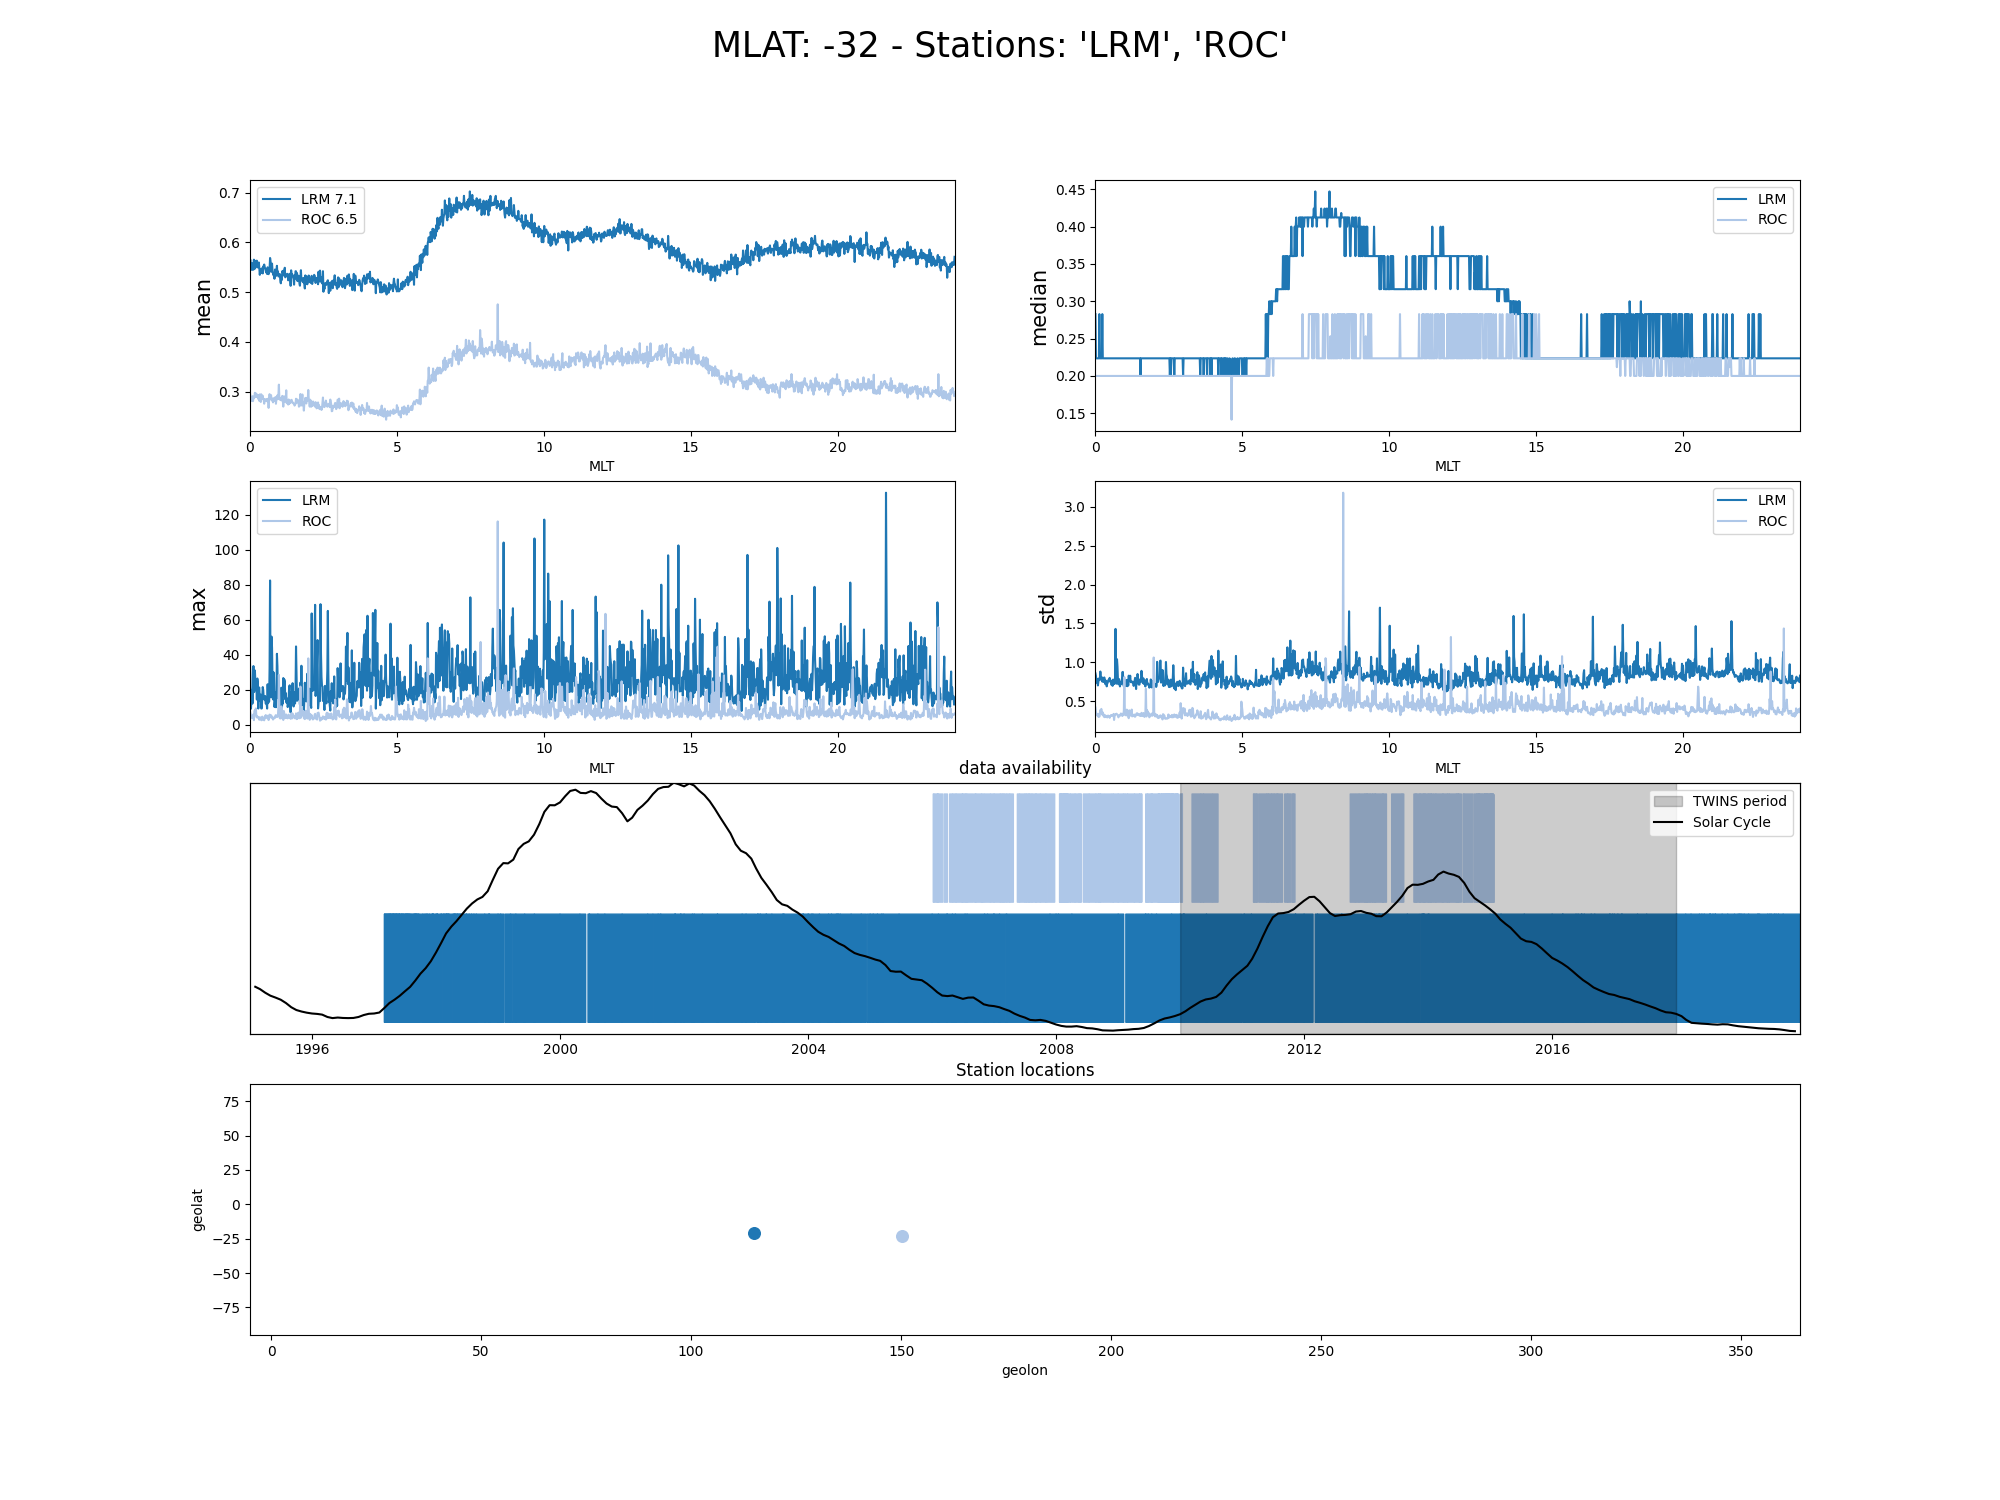 MLAT: -32 - Stations: 'LRM', 'ROC'
mean
0.7
0.6
0.5
0.4
0.3
LRM 7.1
ROC 6.5
0 5 10 15 20
MLT
median
0.45
0.40
0.35
0.30
0.25
0.20
0.15
LRM
ROC
0 5 10 15 20
MLT
max
120
100
80
60
40
20
0
LRM
ROC
0 5 10 15 20
MLT
std
3.0
2.5
2.0
1.5
1.0
0.5
LRM
ROC
0 5 10 15 20
MLT
data availability
TWINS period
Solar Cycle
1996 2000 2004 2008 2012 2016
Station locations
geolat
75
50
25
0
−25
−50
−75
0 50 100 150 200 250 300 350
geolon